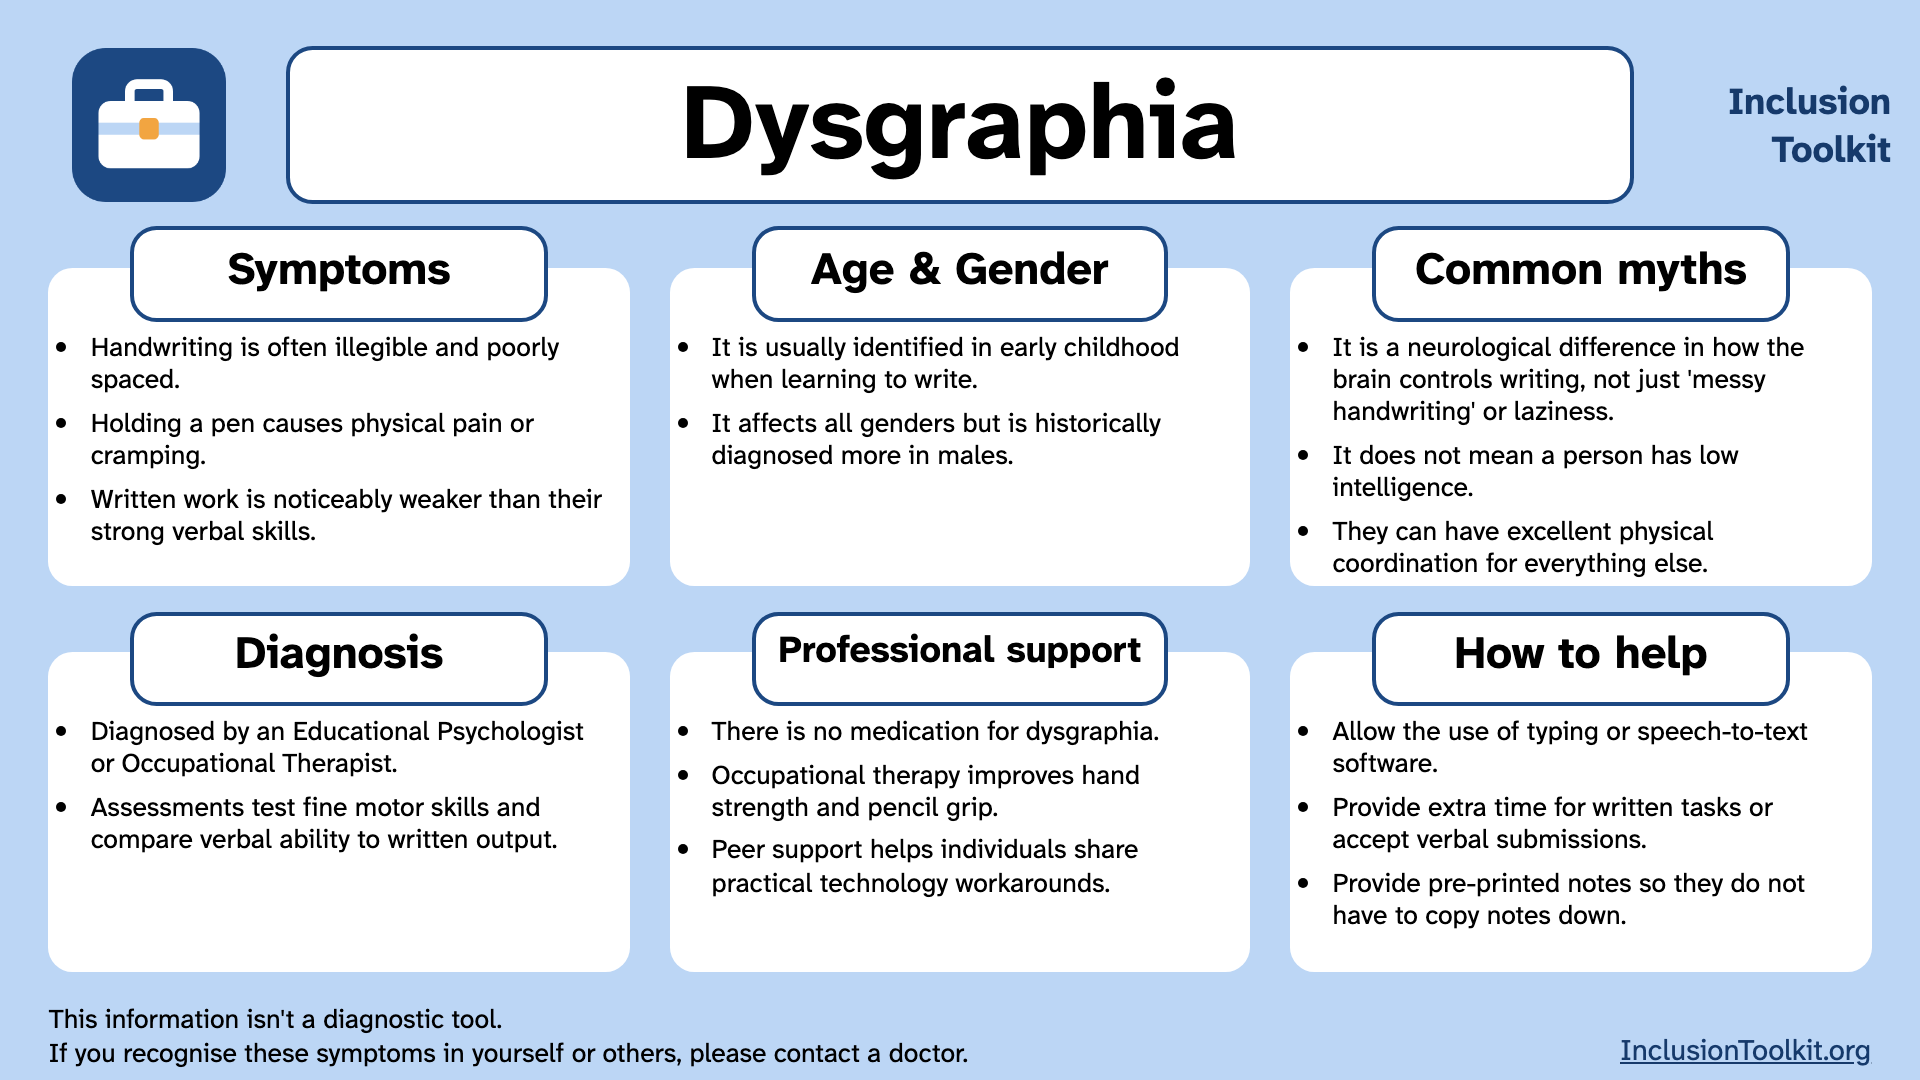 Dysgraphia
Inclusion
Toolkit
Symptoms
• Handwriting is often illegible and poorly
spaced.
• Holding a pen causes physical pain or
cramping.
• Written work is noticeably weaker than their
strong verbal skills.
Age & Gender
• It is usually identified in early childhood
when learning to write.
• It affects all genders but is historically
diagnosed more in males.
Common myths
• It is a neurological difference in how the
brain controls writing, not just 'messy
handwriting' or laziness.
• It does not mean a person has low
intelligence.
• They can have excellent physical
coordination for everything else.
Diagnosis
• Diagnosed by an Educational Psychologist
or Occupational Therapist.
• Assessments test fine motor skills and
compare verbal ability to written output.
Professional support
• There is no medication for dysgraphia.
• Occupational therapy improves hand
strength and pencil grip.
• Peer support helps individuals share
practical technology workarounds.
How to help
• Allow the use of typing or speech-to-text
software.
• Provide extra time for written tasks or
accept verbal submissions.
• Provide pre-printed notes so they do not
have to copy notes down.
This information isn't a diagnostic tool.
If you recognise these symptoms in yourself or others, please contact a doctor.
InclusionToolkit.org